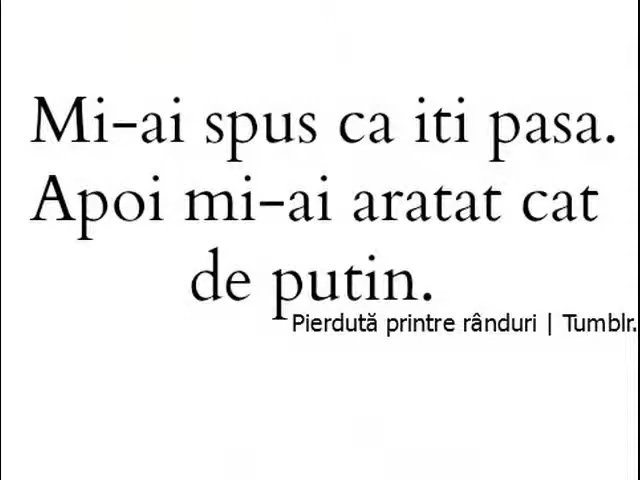 Mi-ai spus ca iti pasa.
Apoi mi-ai aratat cat
de putin.
Pierdută printre rânduri | Tumblr.